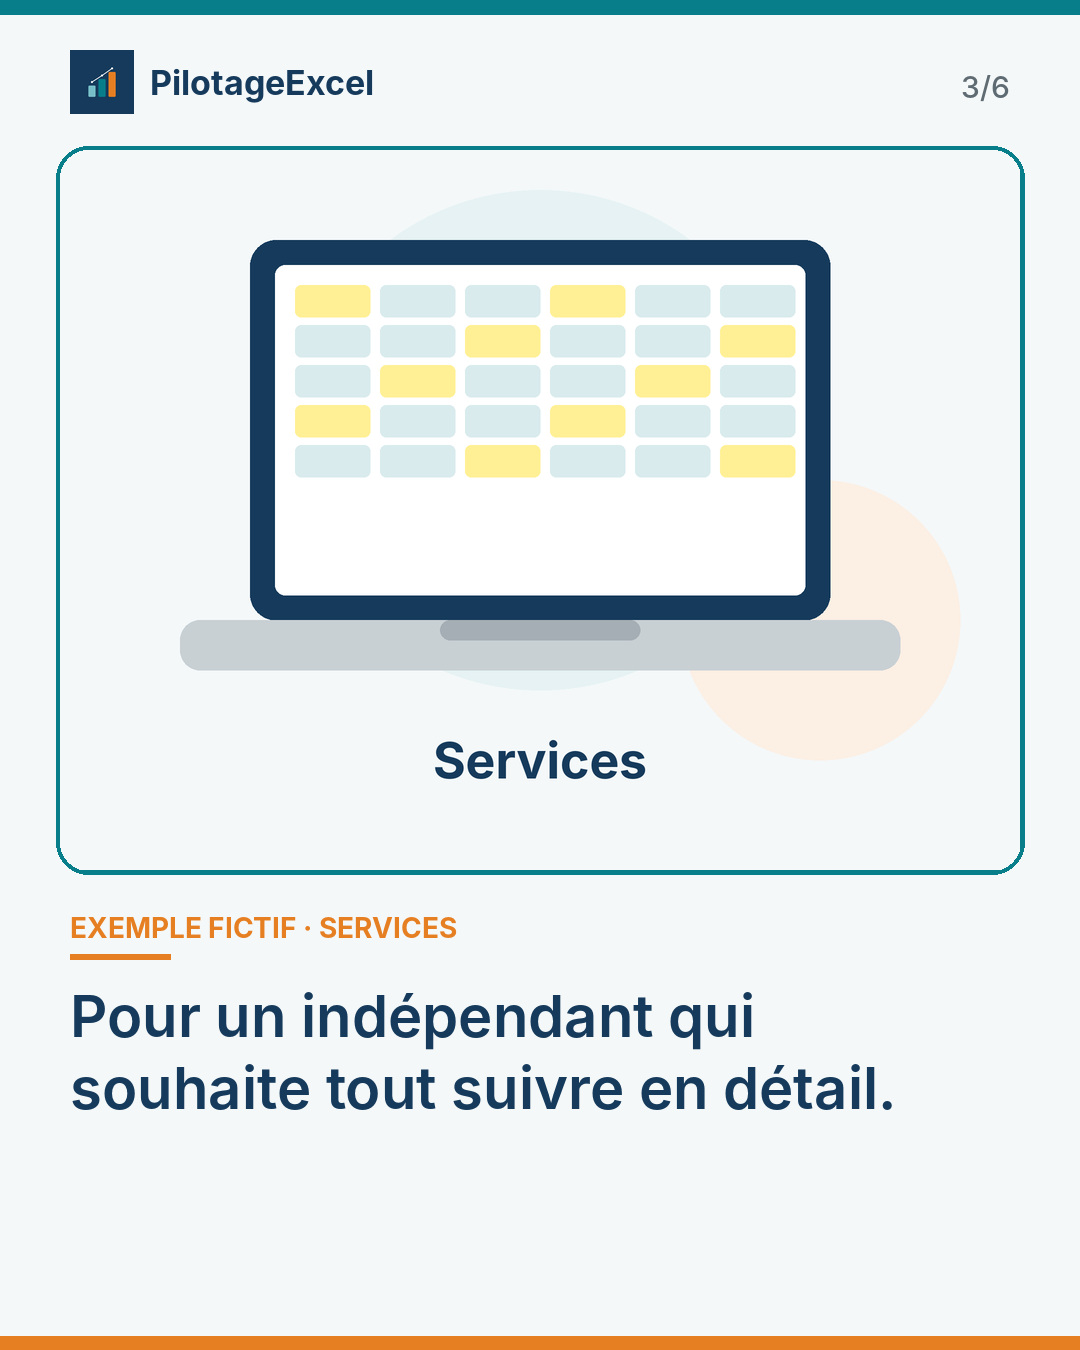 PilotageExcel
3/6
Services
EXEMPLE FICTIF · SERVICES
Pour un indépendant qui
souhaite tout suivre en détail.